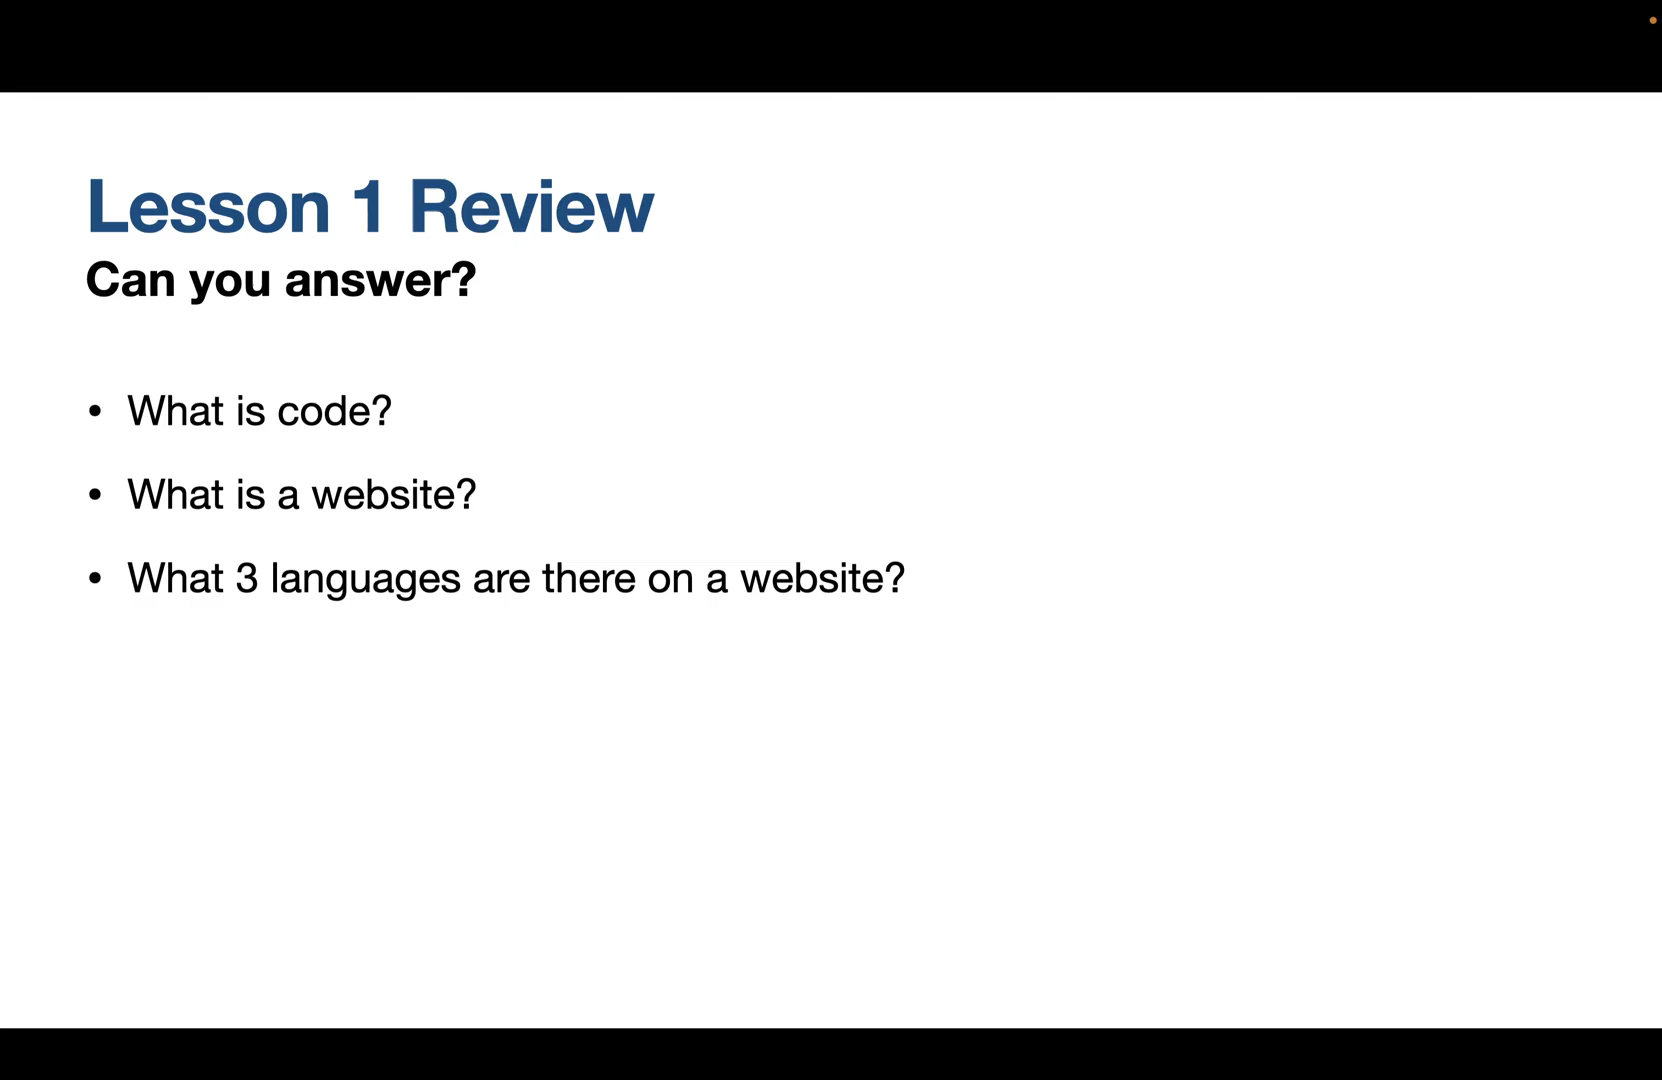 Lesson 1 Review
Can you answer?
• What is code?
• What is a website?
• What 3 languages are there on a website?